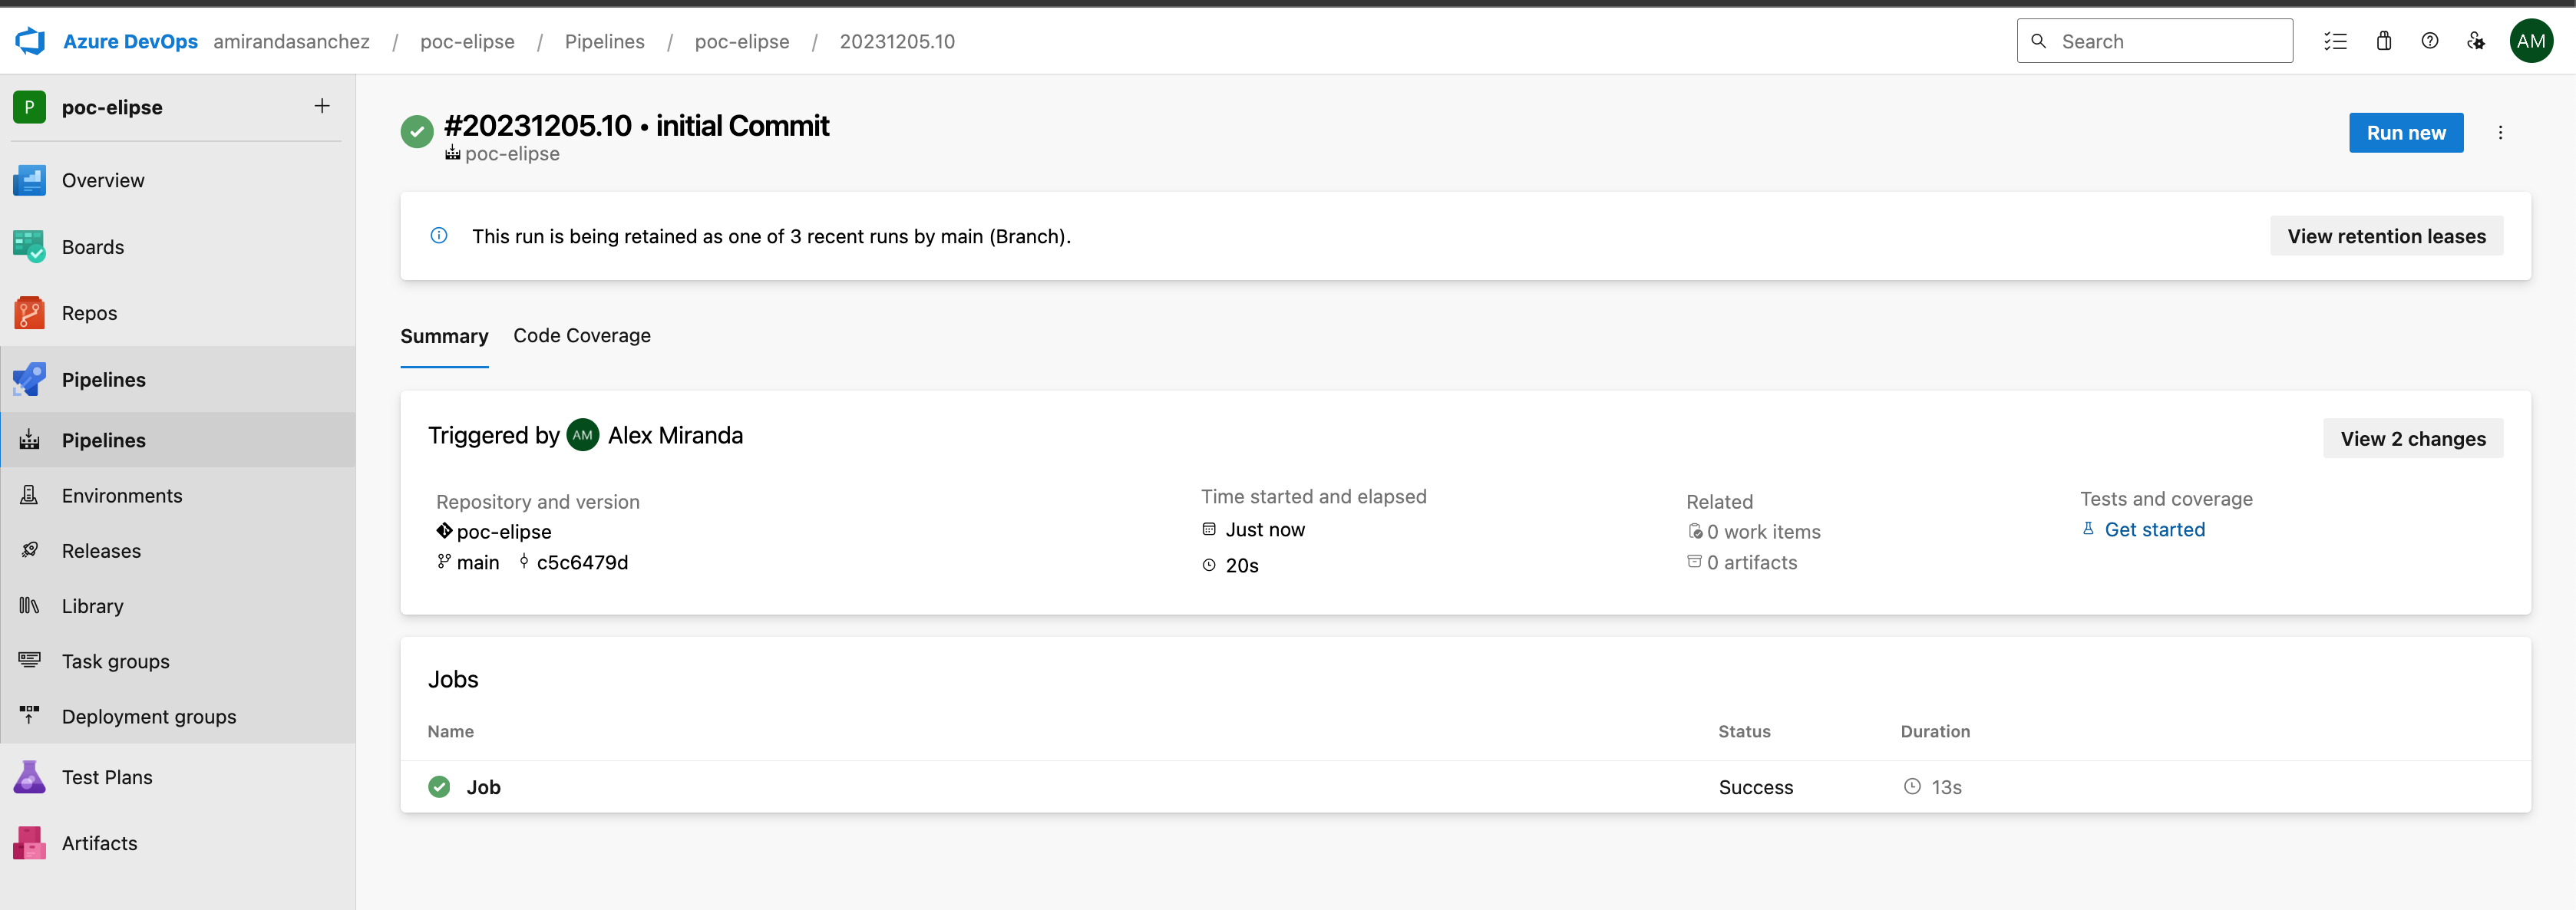 Azure DevOps amirandasanchez / poc-elipse / Pipelines / poc-elipse / 20231205.10
Search
AM
P poc-elipse +
Overview
Boards
Repos
Pipelines
Pipelines
Environments
Releases
Library
Task groups
Deployment groups
Test Plans
Artifacts
#20231205.10 • initial Commit
poc-elipse
Run new
This run is being retained as one of 3 recent runs by main (Branch).
View retention leases
Summary Code Coverage
Triggered by AM Alex Miranda
View 2 changes
Repository and version
poc-elipse
main c5c6479d
Time started and elapsed
Just now
20s
Related
0 work items
0 artifacts
Tests and coverage
Get started
Jobs
Name Status Duration
Job Success 13s